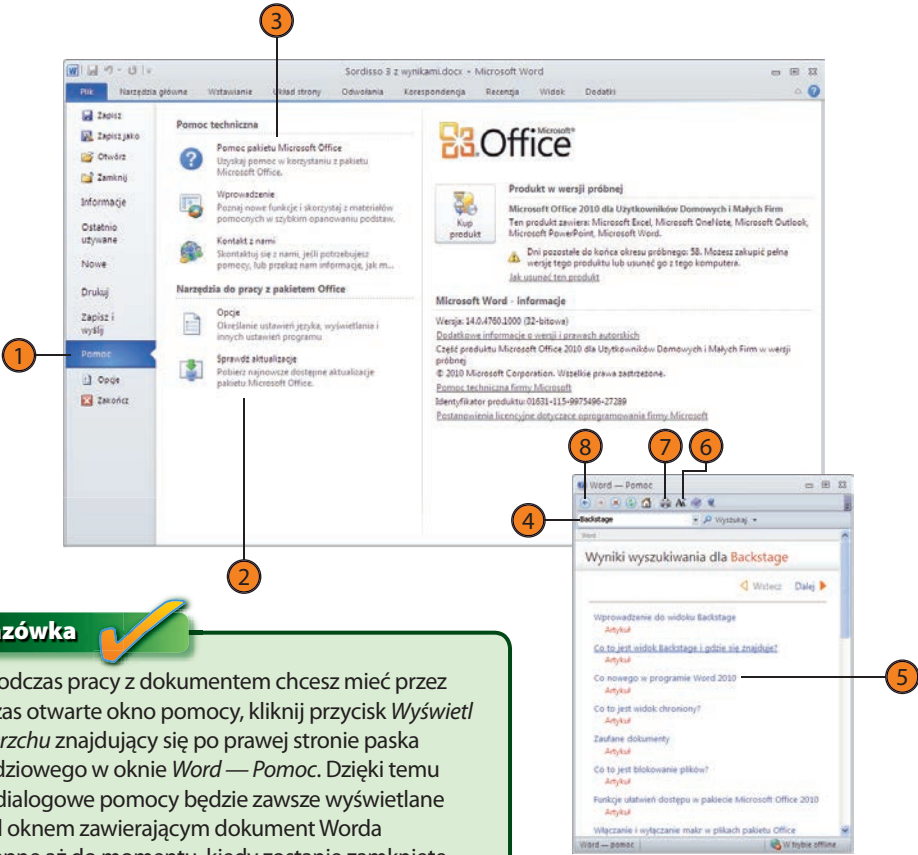 3
Sordisso 3 z wynikami.docx - Microsoft Word
Plik Narzędzia główne Wstawianie Układ strony Odwołania Korespondencja Recenzja Widok Dodatki
Zapisz
Zapisz jako
Otwórz
Zamknij
Informacje
Ostatnio
używane
Nowe
Drukuj
Zapisz i
wyślij
1
Pomoc
Opcje
Zakończ
Pomoc techniczna
Pomoc pakietu Microsoft Office
Uzyskaj pomoc w korzystaniu z pakietu
Microsoft Office.
Wprowadzenie
Poznaj nowe funkcje i skorzystaj z materiałów
pomocnych w szybkim opanowaniu podstaw.
Kontakt z nami
Skontaktuj się z nami, jeśli potrzebujesz
pomocy, lub przekaż nam informacje, jak m...
Narzędzia do pracy z pakietem Office
Opcje
Określanie ustawień języka, wyświetlania i
innych ustawień programu
Sprawdź aktualizacje
Pobierz najnowsze dostępne aktualizacje
pakietu Microsoft Office.
2
Microsoft®
Office
Kup
produkt
Produkt w wersji próbnej
Microsoft Office 2010 dla Użytkowników Domowych i Małych Firm
Ten produkt zawiera: Microsoft Excel, Microsoft OneNote, Microsoft Outlook,
Microsoft PowerPoint, Microsoft Word.
Dni pozostałe do końca okresu próbnego: 58. Możesz zakupić pełną
wersję tego produktu lub usunąć go z tego komputera.
Jak usunąć ten produkt
Microsoft Word - informacje
Wersja: 14.0.4760.1000 (32-bitowa)
Dodatkowe informacje o wersji i prawach autorskich
Część produktu Microsoft Office 2010 dla Użytkowników Domowych i Małych Firm w wersji
próbnej
© 2010 Microsoft Corporation. Wszelkie prawa zastrzeżone.
Pomoc techniczna firmy Microsoft
Identyfikator produktu: 01631-115-9975496-27289
Postanowienia licencyjne dotyczące oprogramowania firmy Microsoft
8 7 6
Word — Pomoc
4
Backstage Wyszukaj
Word
Wyniki wyszukiwania dla Backstage
Wstecz Dalej
Wprowadzenie do widoku Backstage
Artykuł
Co to jest widok Backstage i gdzie się znajduje?
Artykuł
Co nowego w programie Word 2010
5
Artykuł
Co to jest widok chroniony?
Artykuł
Zaufane dokumenty
Artykuł
Co to jest blokowanie plików?
Artykuł
Funkcje ułatwień dostępu w pakiecie Microsoft Office 2010
Artykuł
Włączanie i wyłączanie makr w plikach pakietu Office
Word — pomoc W trybie offline
azówka
odczas pracy z dokumentem chcesz mieć przez
zas otwarte okno pomocy, kliknij przycisk Wyświetl
rzchu znajdujący się po prawej stronie paska
dziowego w oknie Word — Pomoc. Dzięki temu
dialogowe pomocy będzie zawsze wyświetlane
d oknem zawierającym dokument Worda